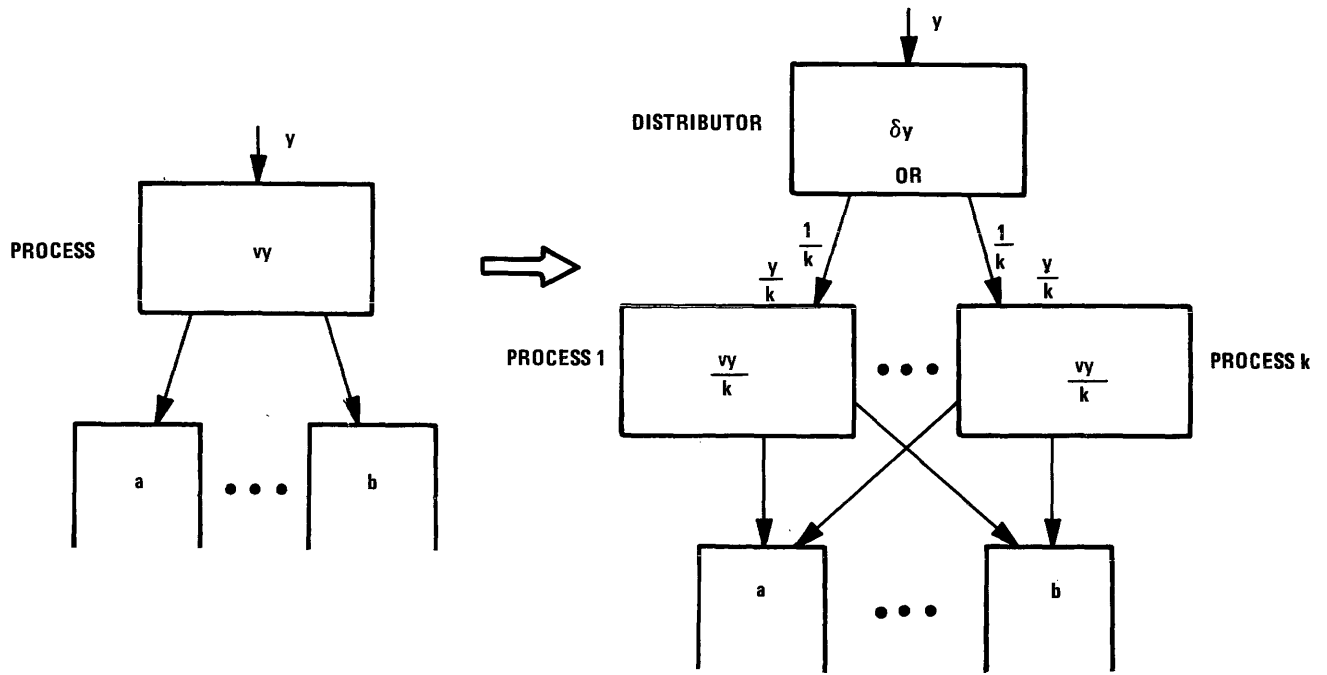 y
PROCESS
vy
a
b
y
DISTRIBUTOR
δy
OR
1/k
1/k
y/k
y/k
PROCESS 1
vy/k
vy/k
PROCESS k
a
b